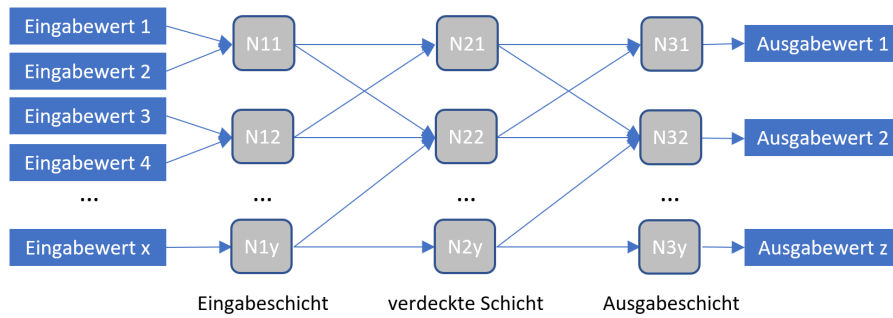 Eingabewert 1
N11
N21
N31
Ausgabewert 1
Eingabewert 2
Eingabewert 3
N12
N22
N32
Ausgabewert 2
Eingabewert 4
... ... ... ... ...
Eingabewert x
N1y
N2y
N3y
Ausgabewert z
Eingabeschicht
verdeckte Schicht
Ausgabeschicht